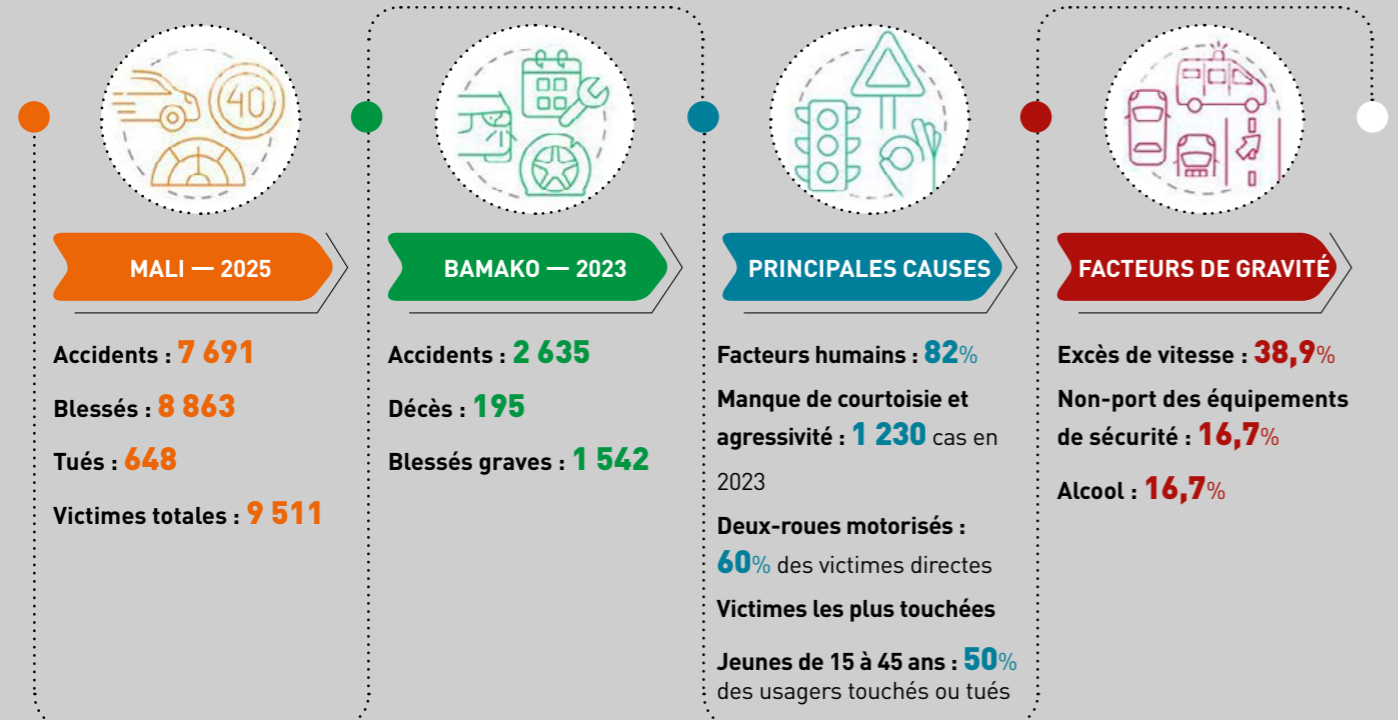 40
MALI — 2025
Accidents : 7 691
Blessés : 8 863
Tués : 648
Victimes totales : 9 511
BAMAKO — 2023
Accidents : 2 635
Décès : 195
Blessés graves : 1 542
PRINCIPALES CAUSES
Facteurs humains : 82%
Manque de courtoisie et
agressivité : 1 230 cas en
2023
Deux-roues motorisés :
60% des victimes directes
Victimes les plus touchées
Jeunes de 15 à 45 ans : 50%
des usagers touchés ou tués
FACTEURS DE GRAVITÉ
Excès de vitesse : 38,9%
Non-port des équipements
de sécurité : 16,7%
Alcool : 16,7%